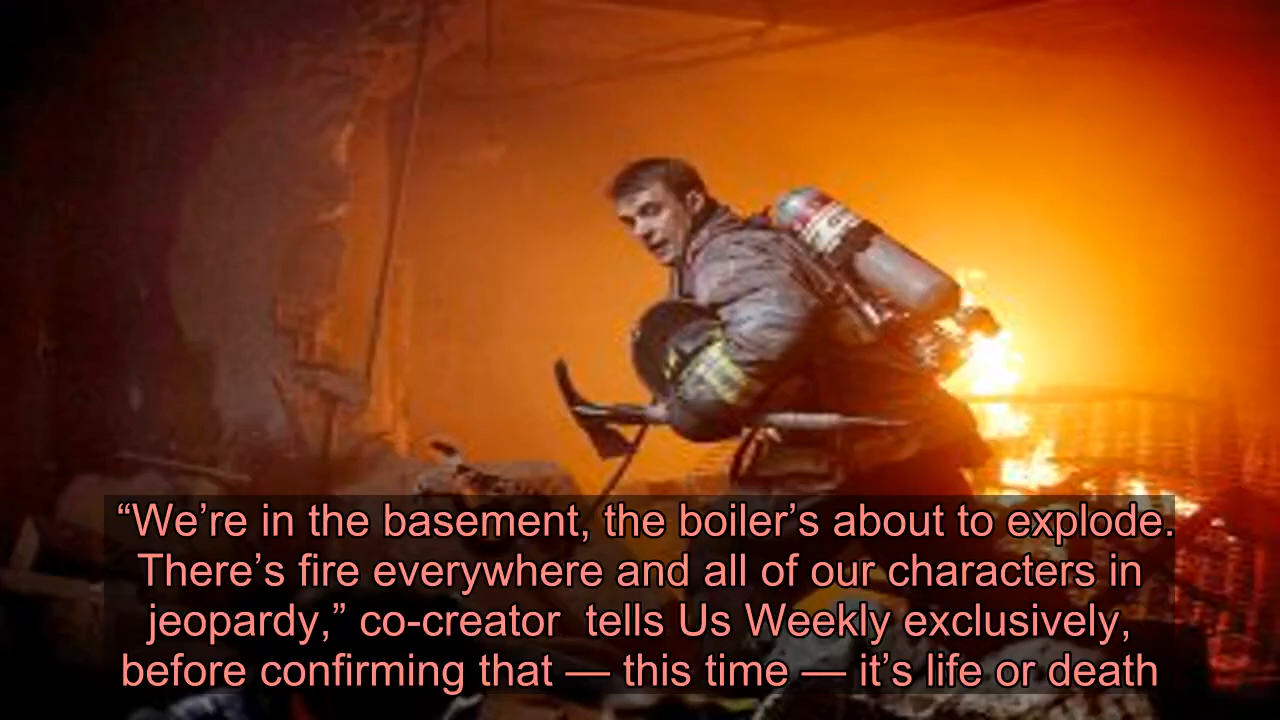 “We’re in the basement, the boiler’s about to explode.
There’s fire everywhere and all of our characters in
jeopardy,” co-creator  tells Us Weekly exclusively,
before confirming that — this time — it’s life or death